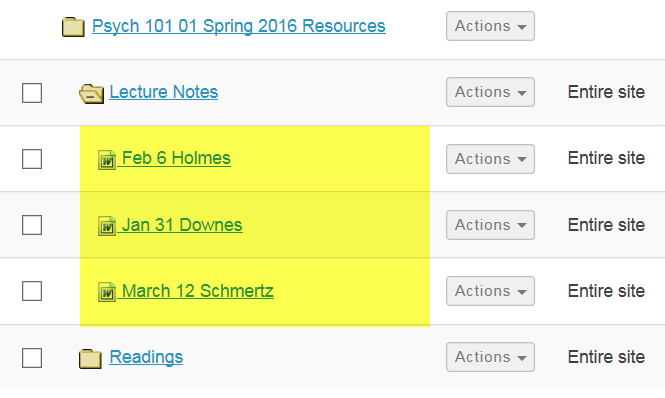 Psych 101 01 Spring 2016 Resources Actions
Lecture Notes Actions Entire site
Feb 6 Holmes Actions Entire site
Jan 31 Downes Actions Entire site
March 12 Schmertz Actions Entire site
Readings Actions Entire site